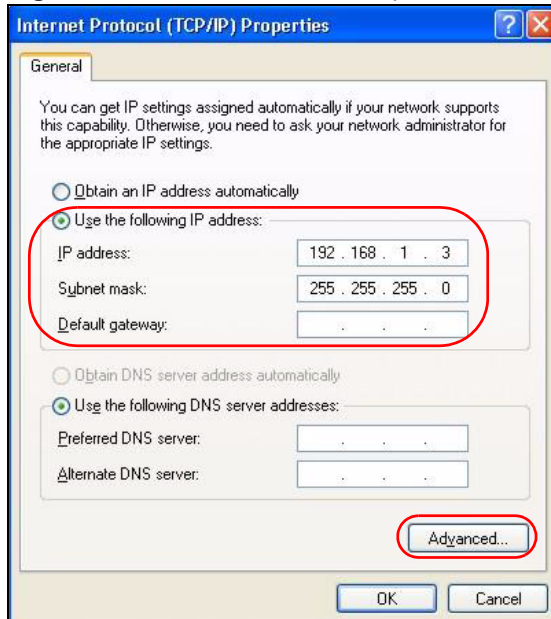 Internet Protocol (TCP/IP) Properties
General
You can get IP settings assigned automatically if your network supports
this capability. Otherwise, you need to ask your network administrator for
the appropriate IP settings.
Obtain an IP address automatically
Use the following IP address:
IP address: 192 . 168 . 1 . 3
Subnet mask: 255 . 255 . 255 . 0
Default gateway: . . .
Obtain DNS server address automatically
Use the following DNS server addresses:
Preferred DNS server: . . .
Alternate DNS server: . . .
Advanced...
OK Cancel